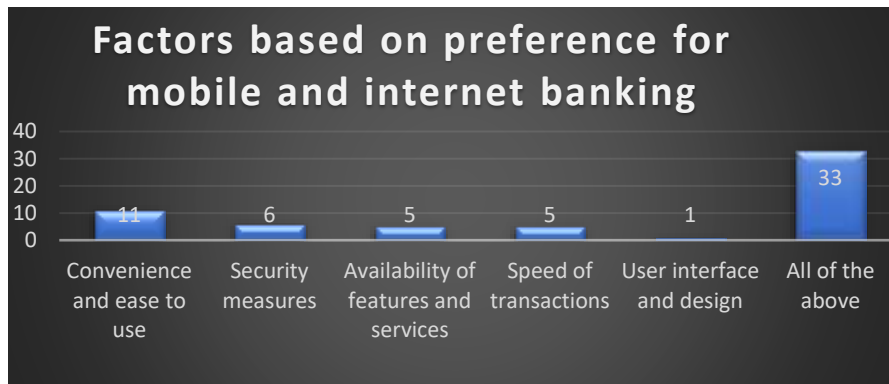 Factors based on preference for
mobile and internet banking
40
30
20
10
0
11
6
5
5
1
33
Convenience
and ease to
use
Security
measures
Availability of
features and
services
Speed of
transactions
User interface
and design
All of the
above